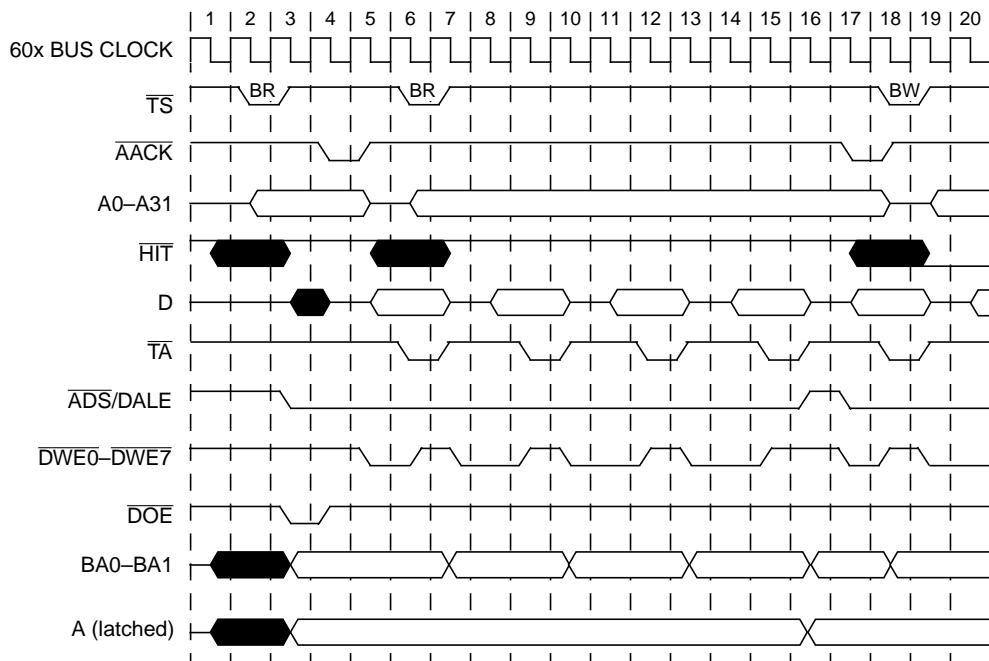 1 2 3 4 5 6 7 8 9 10 11 12 13 14 15 16 17 18 19 20
60x BUS CLOCK
BR BR BW
TS
AACK
A0–A31
HIT
D
TA
ADS/DALE
DWE0–DWE7
DOE
BA0–BA1
A (latched)